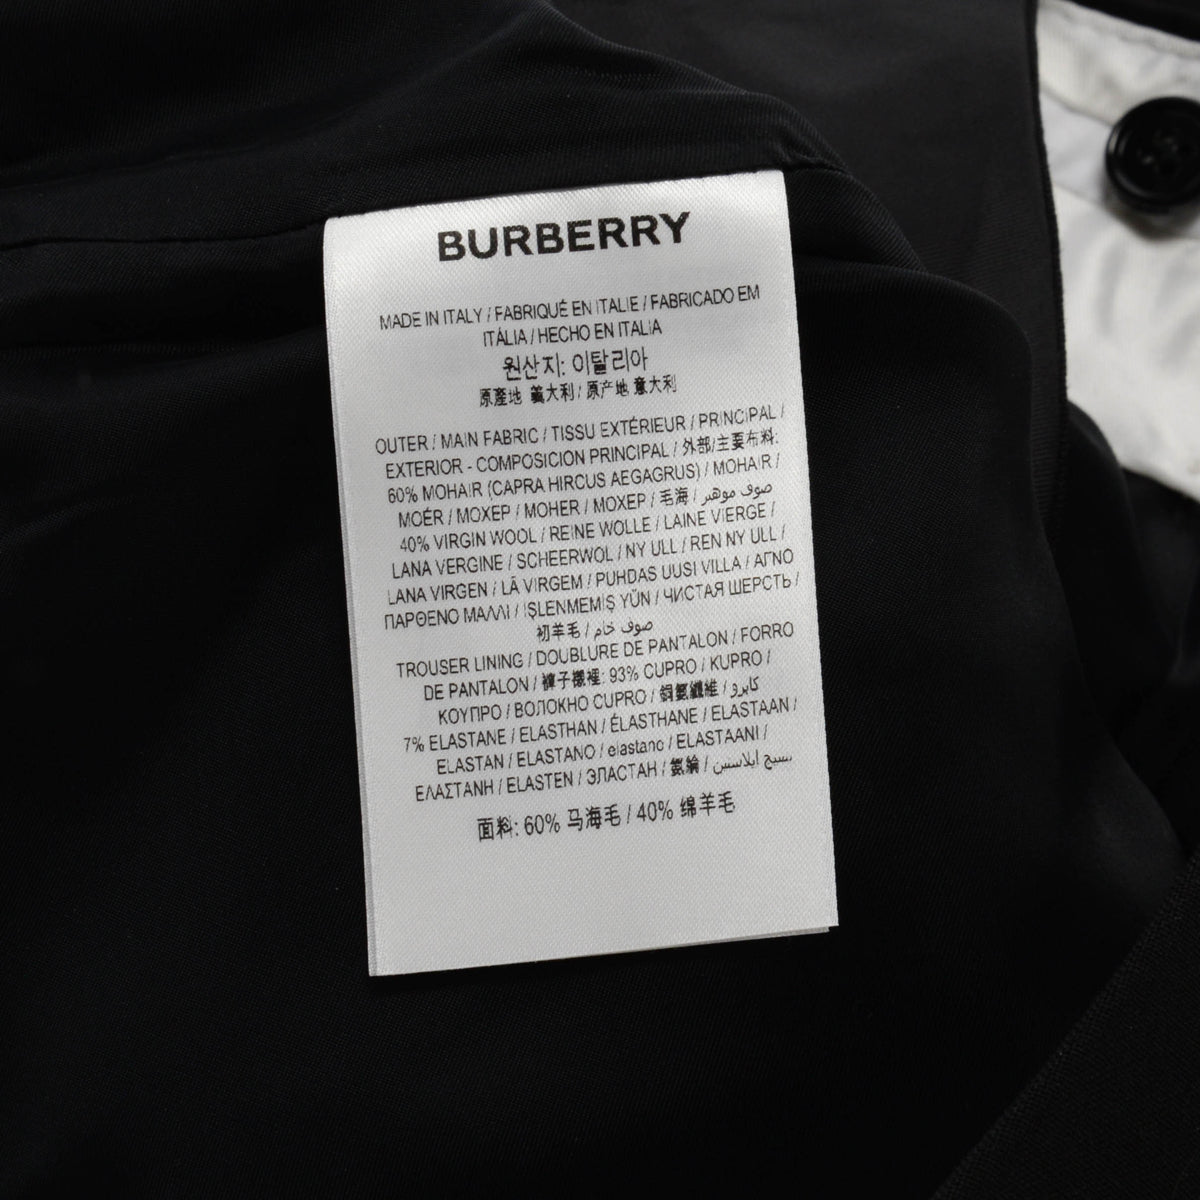 BURBERRY
MADE IN ITALY / FABRIQUÉ EN ITALIE / FABRICADO EM
ITÁLIA / HECHO EN ITALIA
원산지: 이탈리아
原產地 義大利 / 原产地 意大利
OUTER / MAIN FABRIC / TISSU EXTÉRIEUR / PRINCIPAL /
EXTERIOR - COMPOSICION PRINCIPAL / 外部/主要布料:
60% MOHAIR (CAPRA HIRCUS AEGAGRUS) / MOHAIR /
MOÉR / MOXEP / MOHER / МОХЕР / 毛海 / صوف موهير
40% VIRGIN WOOL / REINE WOLLE / LAINE VIERGE /
LANA VERGINE / SCHEERWOL / NY ULL / REN NY ULL /
LANA VIRGEN / LÃ VIRGEM / PUHDAS UUSI VILLA / ΑΓΝΟ
ΠΑΡΘΕΝΟ ΜΑΛΛΙ / İŞLENMEMİŞ YÜN / ЧИСТАЯ ШЕРСТЬ /
初羊毛 / صوف خام
TROUSER LINING / DOUBLURE DE PANTALON / FORRO
DE PANTALON / 褲子襯裡: 93% CUPRO / KUPRO /
ΚΟΥΠΡΟ / ВОЛОКНО CUPRO / 銅氨纖維 / كابرو
7% ELASTANE / ELASTHAN / ÉLASTHANE / ELASTAAN /
ELASTAN / ELASTANO / elastano / ELASTAANI /
ΕΛΑΣΤΑΝΗ / ELASTEN / ЭЛАСТАН / 氨綸 / نسيج ايلاستين
面料: 60% 马海毛 / 40% 绵羊毛